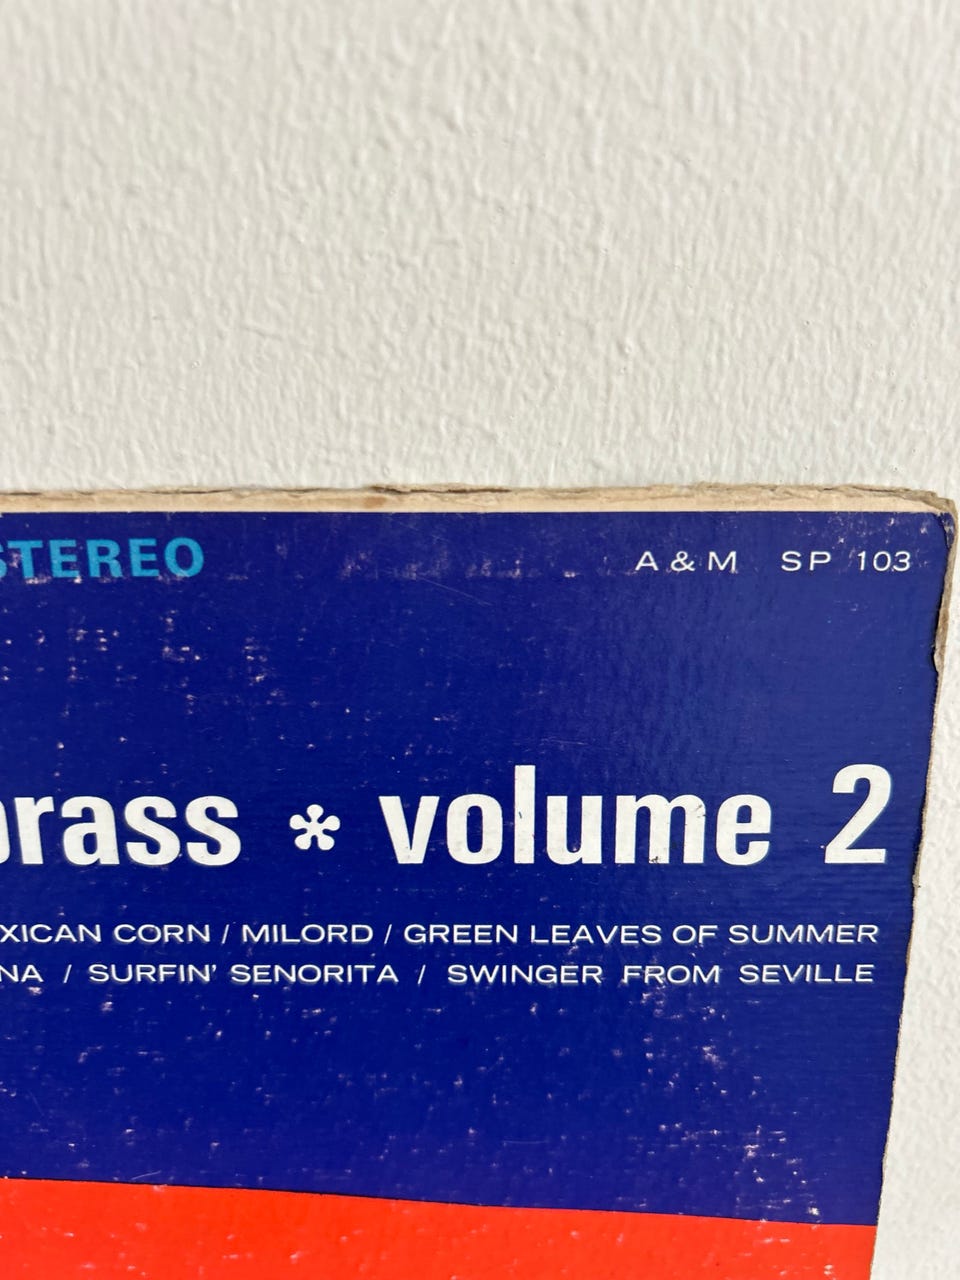 STEREO A & M SP 103
brass * volume 2
XICAN CORN / MILORD / GREEN LEAVES OF SUMMER
NA / SURFIN' SENORITA / SWINGER FROM SEVILLE